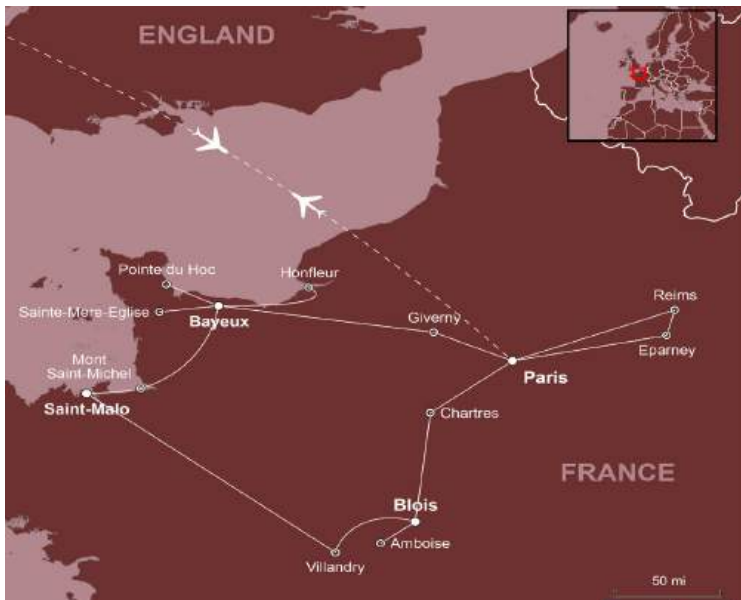 ENGLAND
Pointe du Hoc
Honfleur
Sainte-Mere-Eglise
Bayeux
Giverny
Reims
Eparney
Mont
Saint-Michel
Paris
Saint-Malo
Chartres
FRANCE
Blois
Amboise
Villandry
50 mi